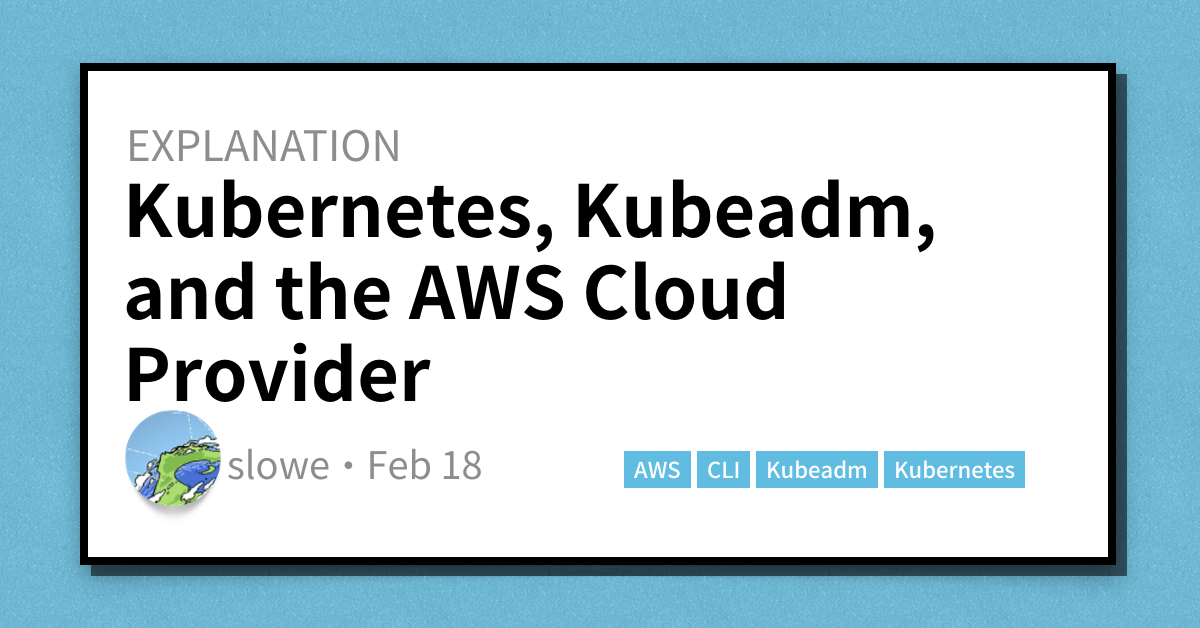 EXPLANATION
Kubernetes, Kubeadm,
and the AWS Cloud
Provider
slowe • Feb 18
AWS CLI Kubeadm Kubernetes